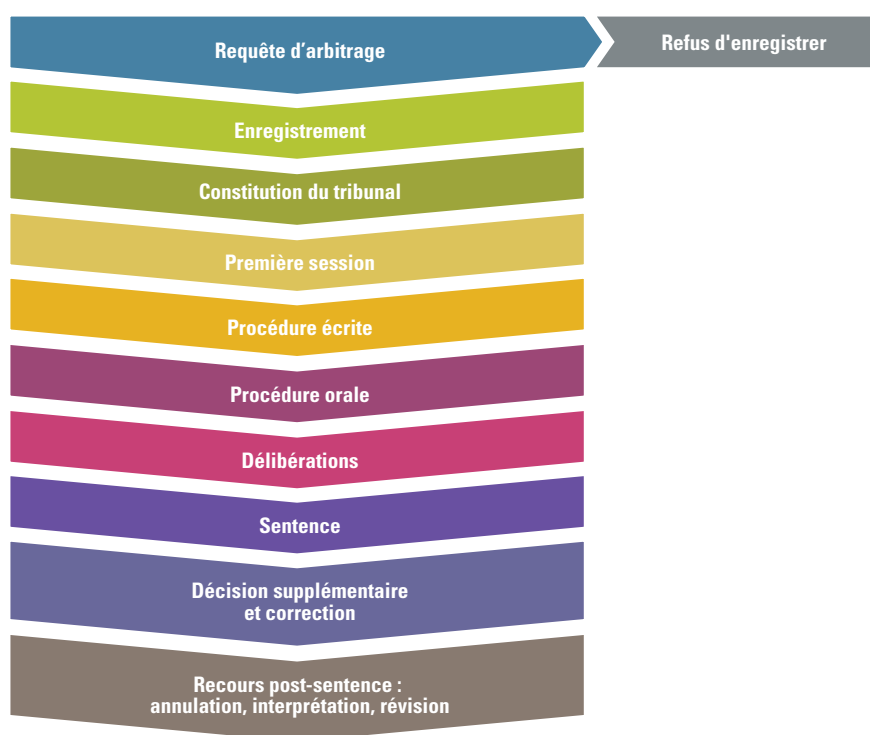 Requête d’arbitrage
Refus d'enregistrer
Enregistrement
Constitution du tribunal
Première session
Procédure écrite
Procédure orale
Délibérations
Sentence
Décision supplémentaire
et correction
Recours post-sentence :
annulation, interprétation, révision